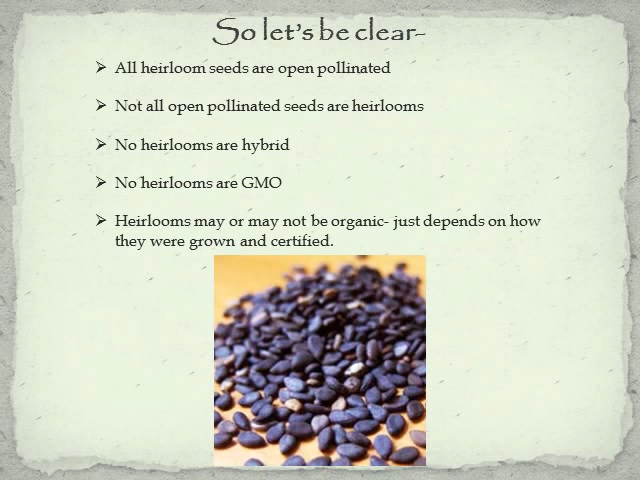 So let's be clear-
➢ All heirloom seeds are open pollinated
➢ Not all open pollinated seeds are heirlooms
➢ No heirlooms are hybrid
➢ No heirlooms are GMO
➢ Heirlooms may or may not be organic- just depends on how
they were grown and certified.